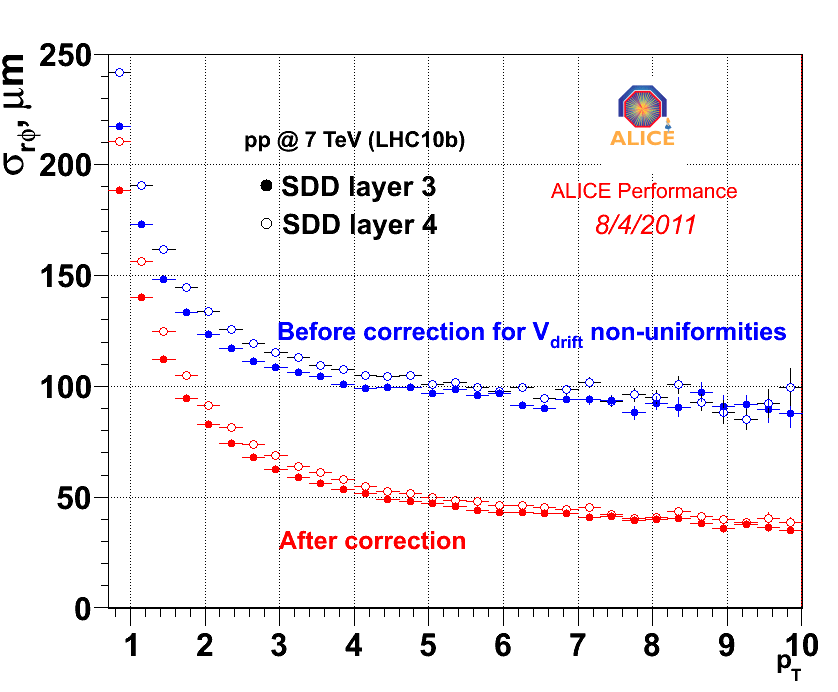 σrφ, μm
250
200
150
100
50
0
pp @ 7 TeV (LHC10b)
SDD layer 3
SDD layer 4
ALICE
ALICE Performance
8/4/2011
Before correction for Vdrift non-uniformities
After correction
1 2 3 4 5 6 7 8 9 10
pT